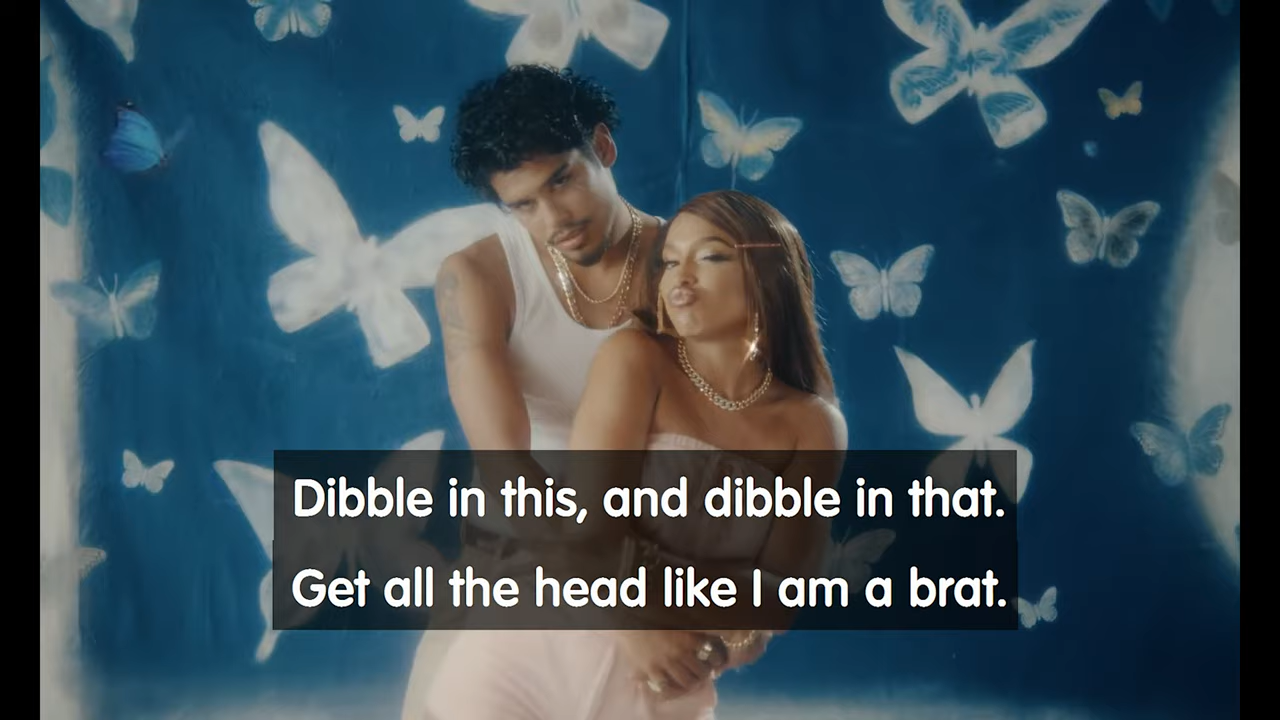 Dibble in this, and dibble in that.
Get all the head like I am a brat.